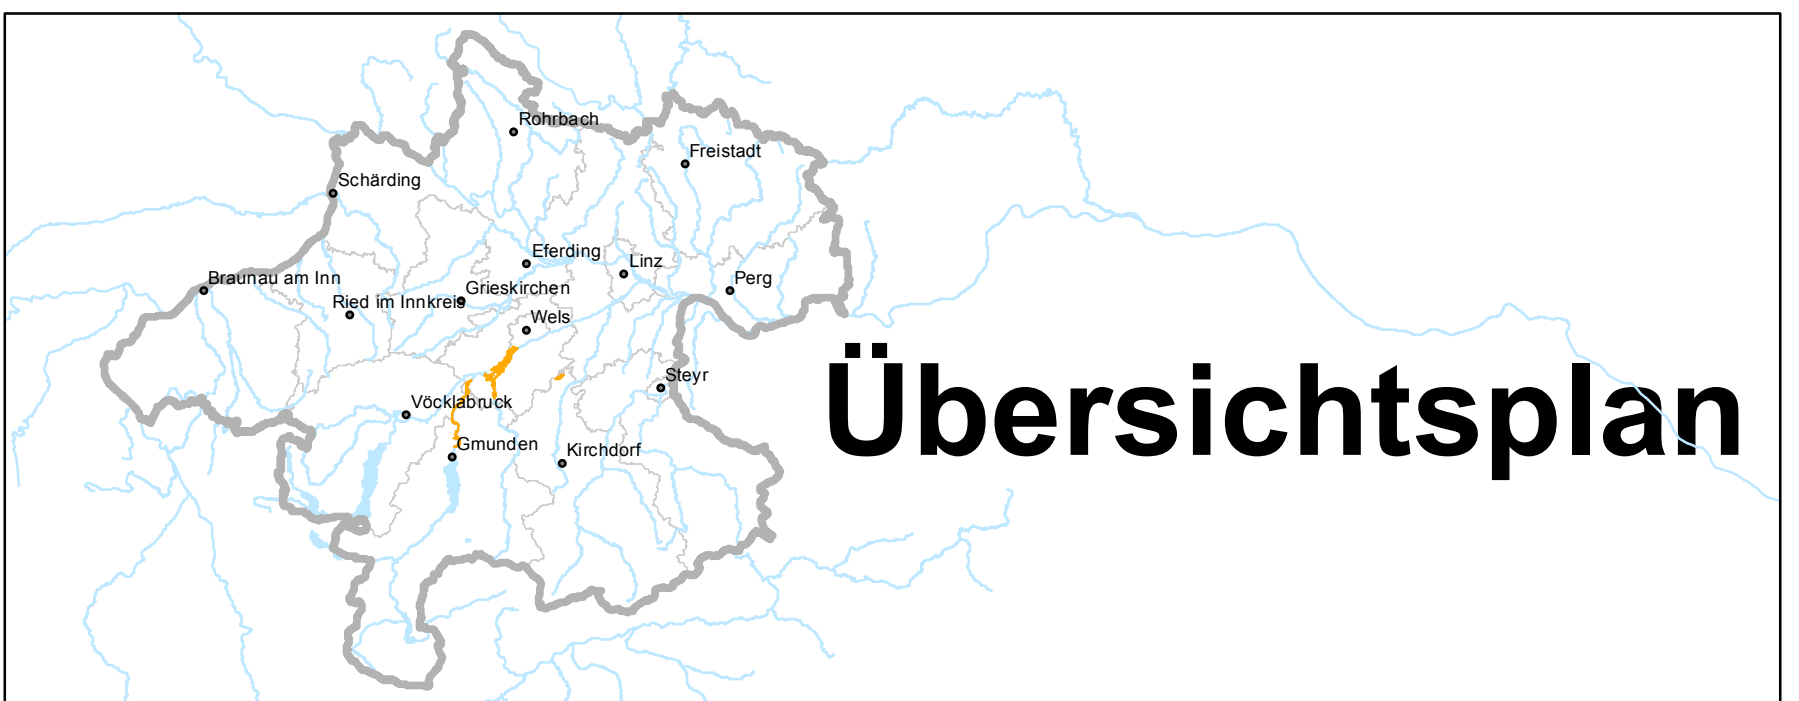 Rohrbach
Freistadt
Schärding
Eferding
Linz
Braunau am Inn
Perg
Grieskirchen
Ried im Innkreis
Wels
Steyr
Vöcklabruck
Übersichtsplan
Gmunden
Kirchdorf